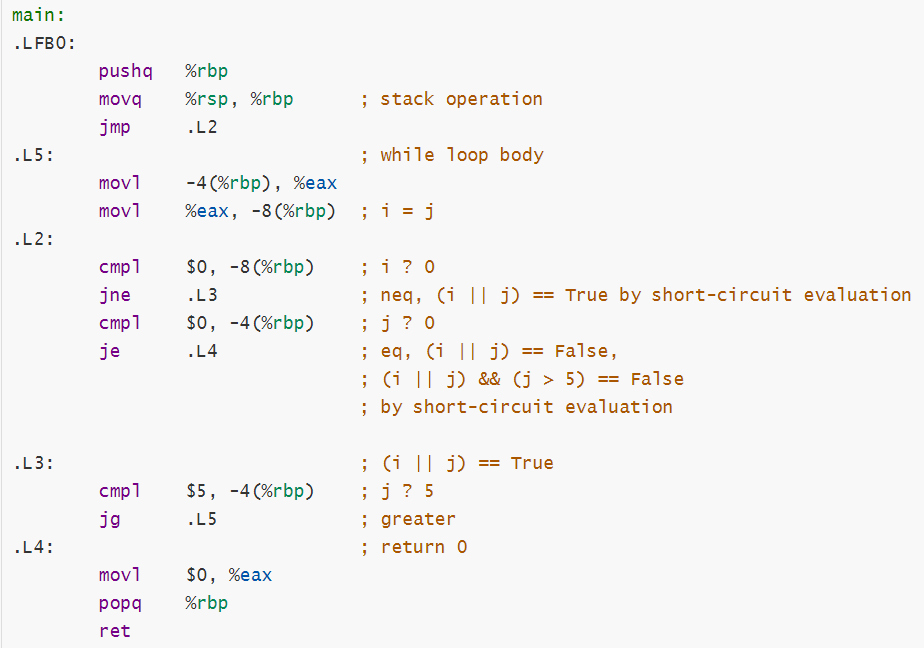 main:
.LFB0:
pushq %rbp
movq %rsp, %rbp ; stack operation
jmp .L2
.L5: ; while loop body
movl -4(%rbp), %eax
movl %eax, -8(%rbp) ; i = j
.L2:
cmpl $0, -8(%rbp) ; i ? 0
jne .L3 ; neq, (i || j) == True by short-circuit evaluation
cmpl $0, -4(%rbp) ; j ? 0
je .L4 ; eq, (i || j) == False,
; (i || j) && (j > 5) == False
; by short-circuit evaluation
.L3: ; (i || j) == True
cmpl $5, -4(%rbp) ; j ? 5
jg .L5 ; greater
.L4: ; return 0
movl $0, %eax
popq %rbp
ret